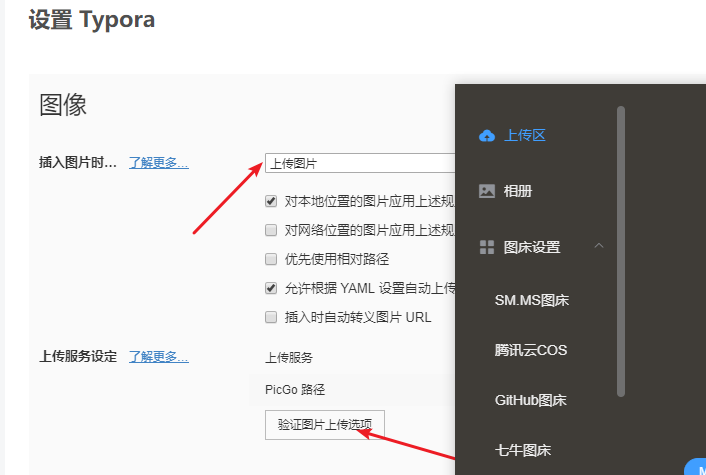 设置 Typora
图像
插入图片时... 了解更多... 上传图片
对本地位置的图片应用上述规
对网络位置的图片应用上述规
优先使用相对路径
允许根据 YAML 设置自动上传
插入时自动转义图片 URL
上传服务设定 了解更多... 上传服务
PicGo 路径
验证图片上传选项
上传区
相册
图床设置
SM.MS图床
腾讯云COS
GitHub图床
七牛图床